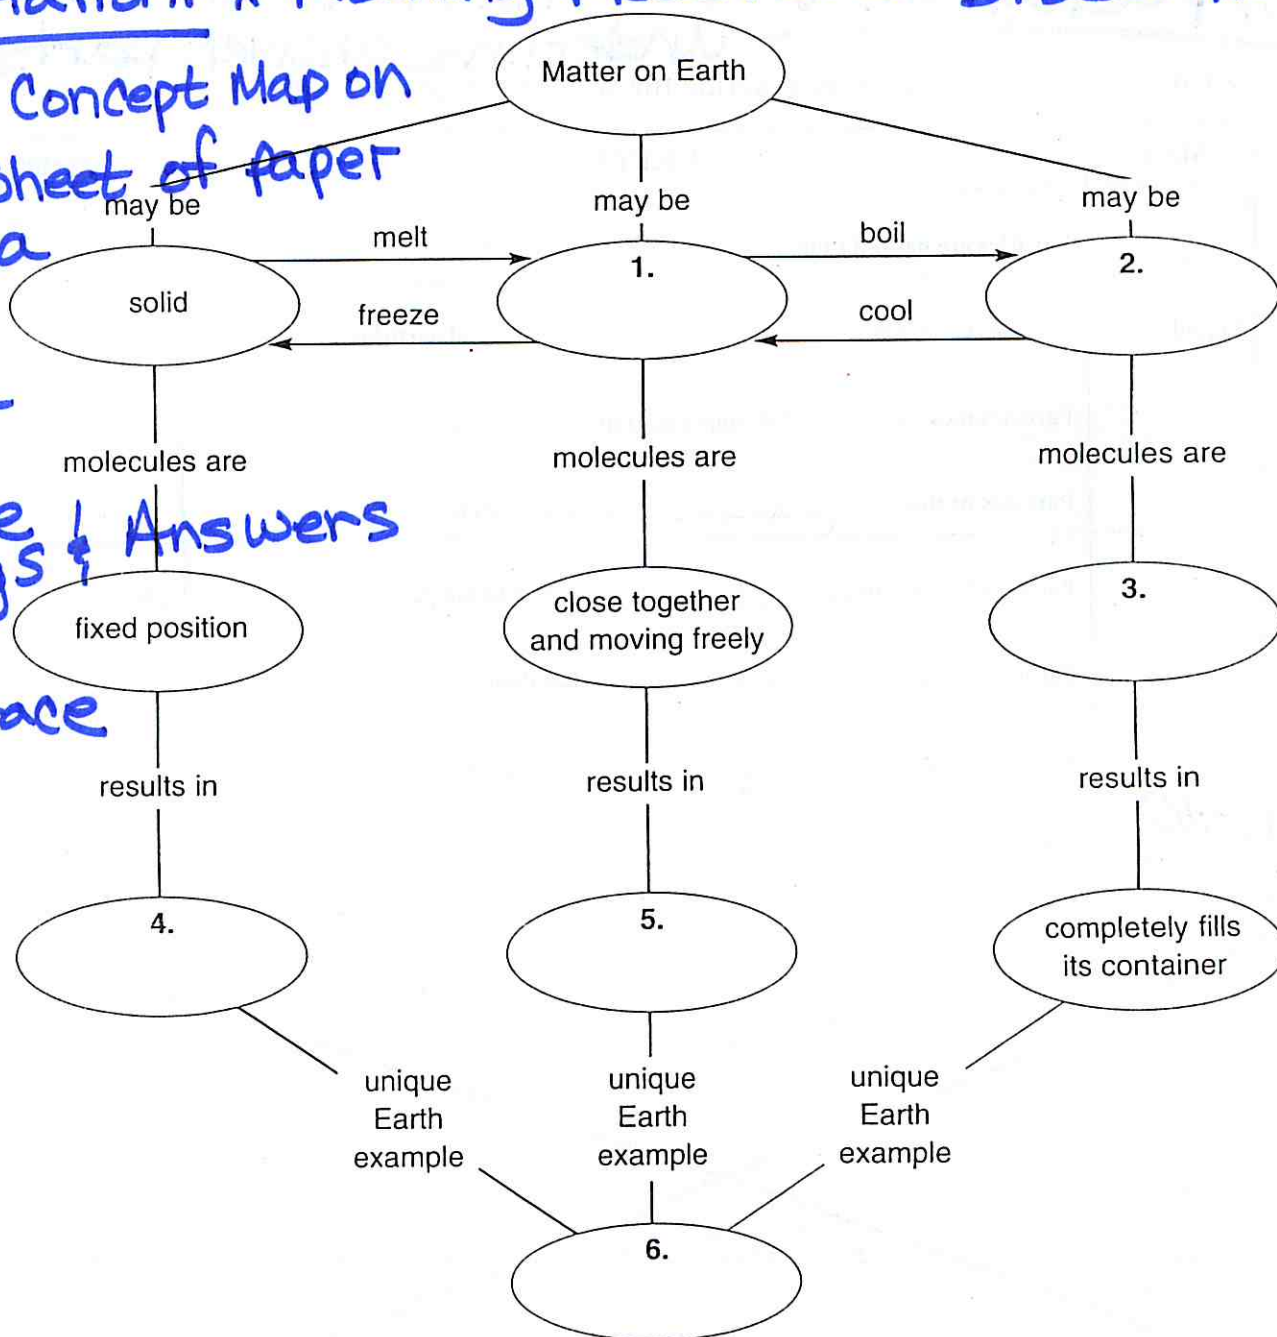 Concept Map on
sheet of paper
a
& Answers
Matter on Earth
may be
may be
may be
melt
boil
solid
1.
2.
freeze
cool
molecules are
molecules are
molecules are
fixed position
close together
and moving freely
3.
results in
results in
results in
4.
5.
completely fills
its container
unique
Earth
example
unique
Earth
example
unique
Earth
example
6.